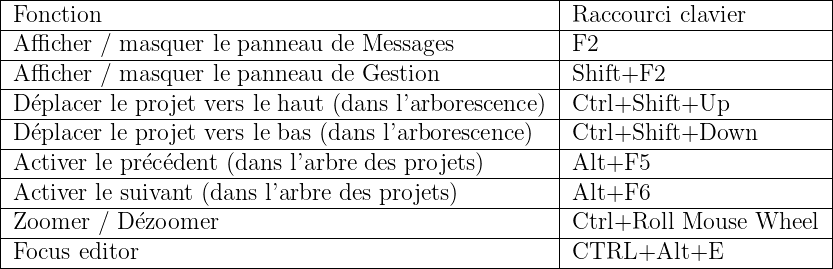 Fonction Raccourci clavier
Afficher / masquer le panneau de Messages F2
Afficher / masquer le panneau de Gestion Shift+F2
Déplacer le projet vers le haut (dans l'arborescence) Ctrl+Shift+Up
Déplacer le projet vers le bas (dans l'arborescence) Ctrl+Shift+Down
Activer le précédent (dans l'arbre des projets) Alt+F5
Activer le suivant (dans l'arbre des projets) Alt+F6
Zoomer / Dézoomer Ctrl+Roll Mouse Wheel
Focus editor CTRL+Alt+E